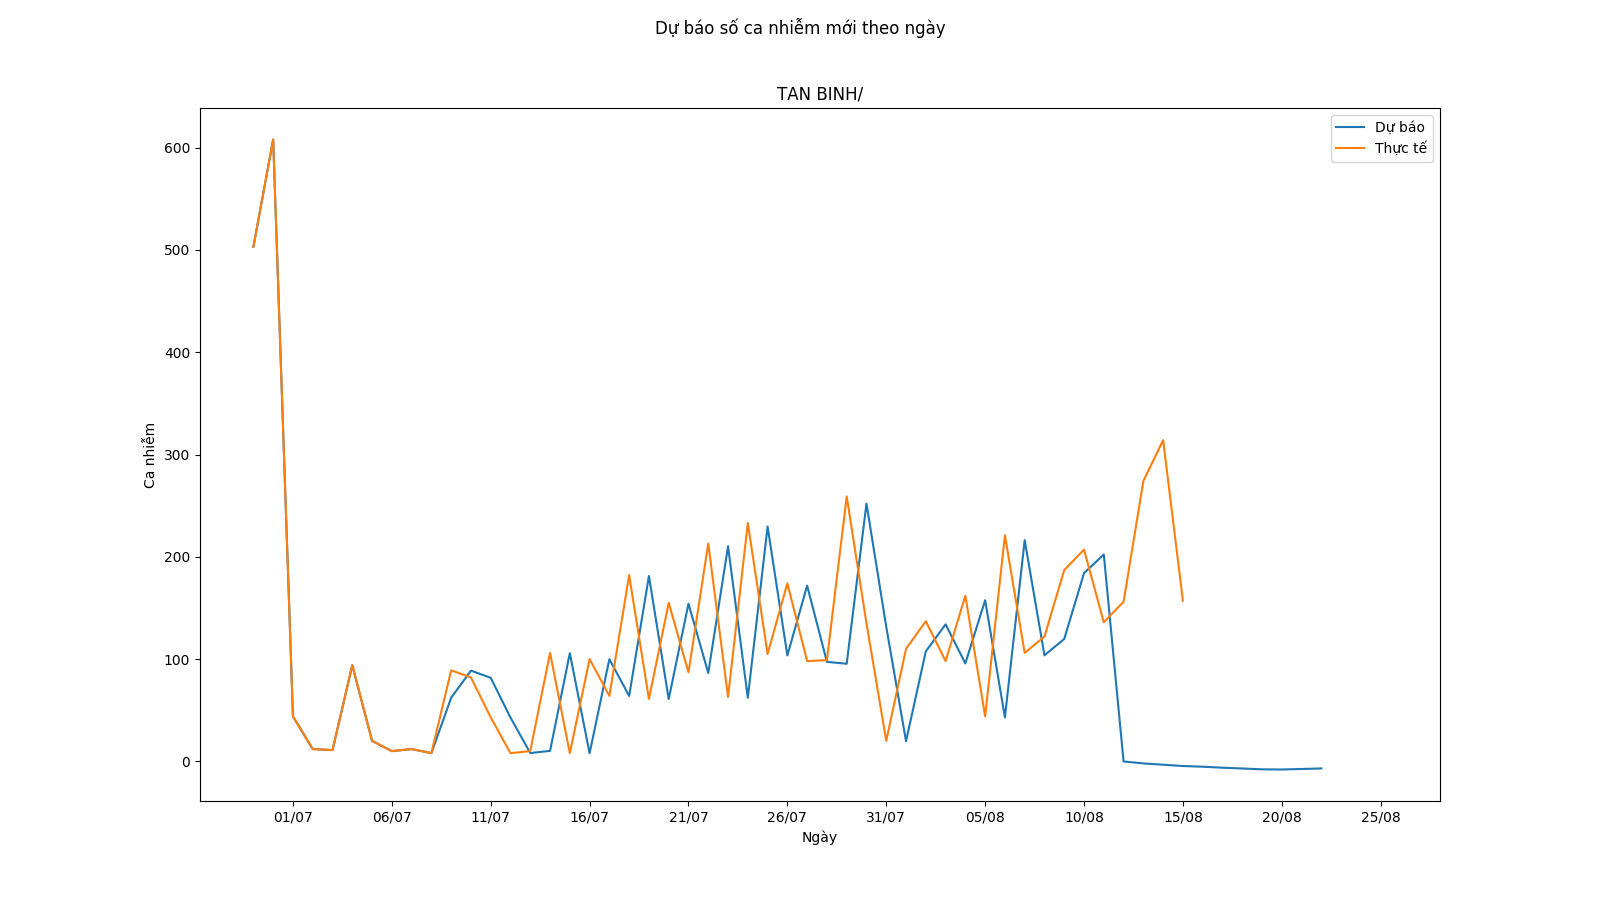 Dự báo số ca nhiễm mới theo ngày
TAN BINH/
Dự báo
Thực tế
600
500
400
300
200
100
0
Ca nhiễm
01/07 06/07 11/07 16/07 21/07 26/07 31/07 05/08 10/08 15/08 20/08 25/08
Ngày